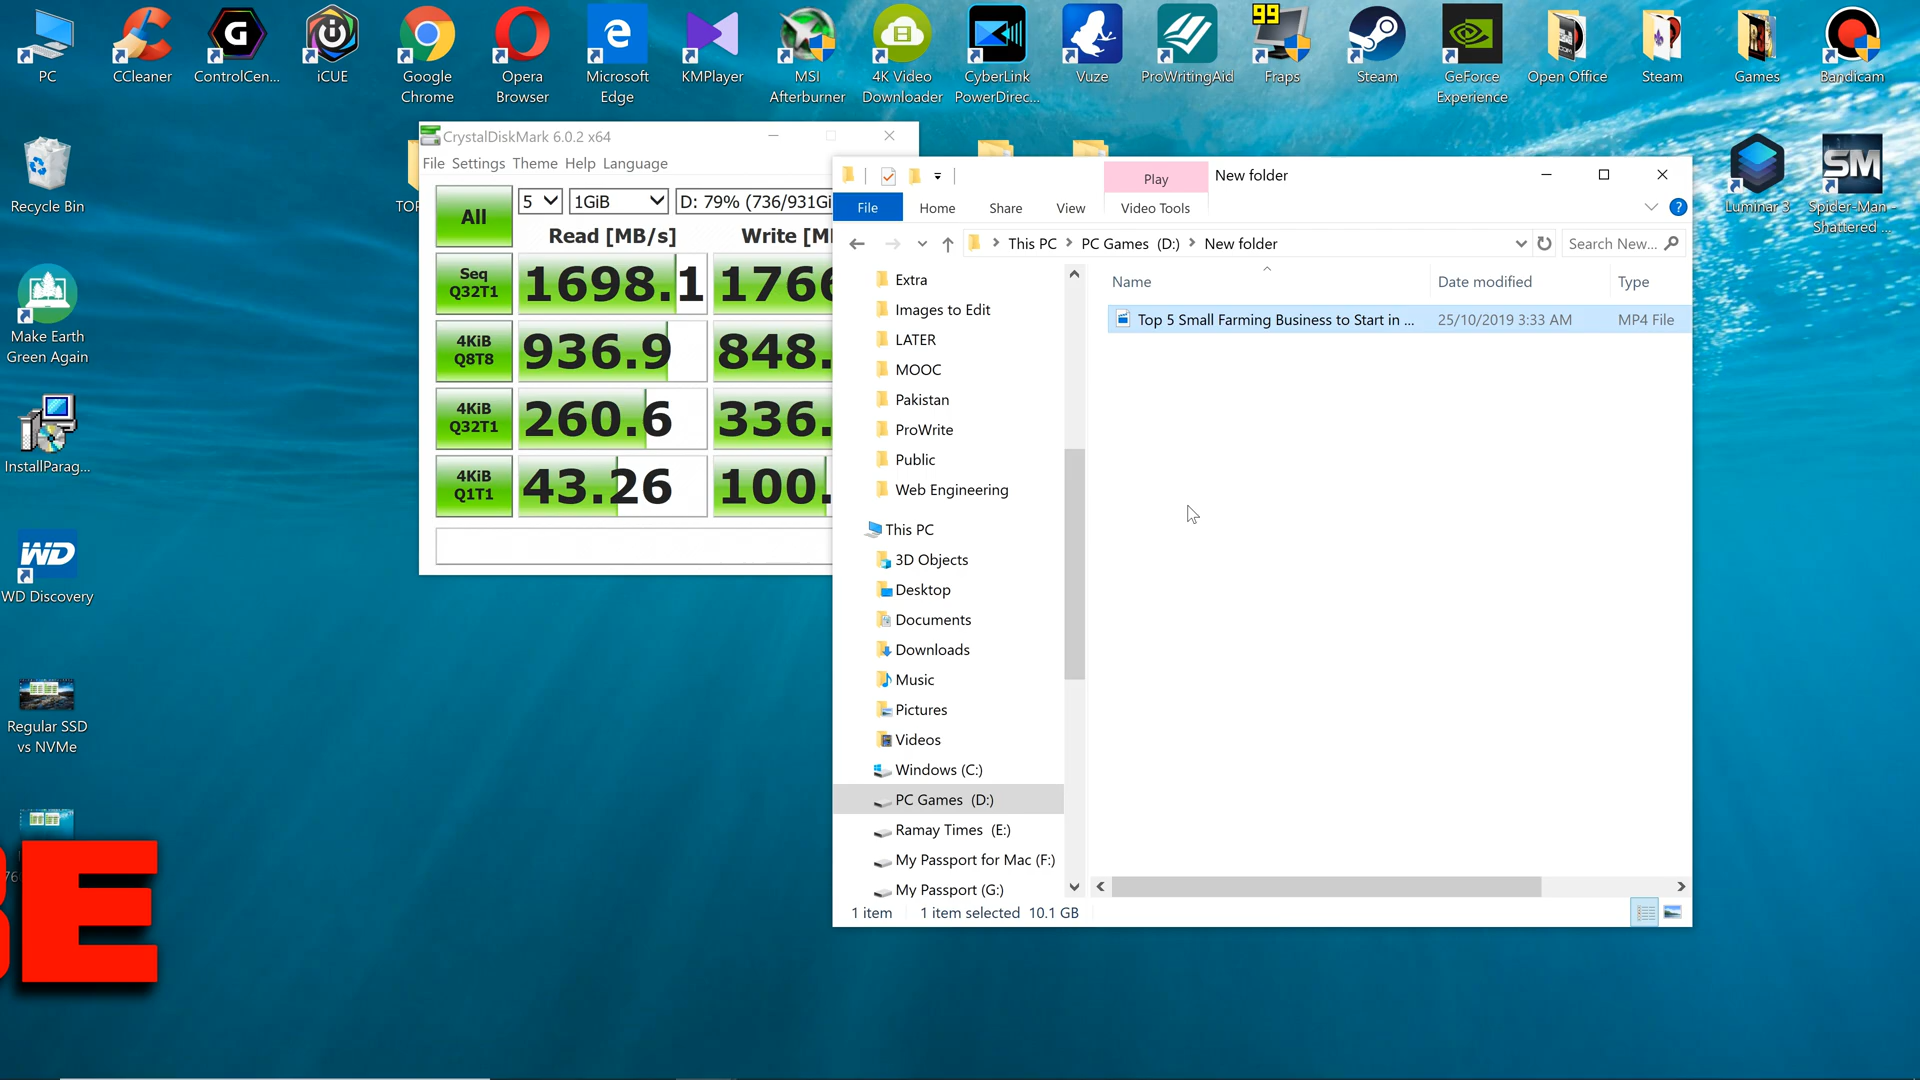 PC
CCleaner
ControlCen...
iCUE
Google
Chrome
Opera
Browser
Microsoft
Edge
KMPlayer
MSI
Afterburner
4K Video
Downloader
CyberLink
PowerDirec...
Vuze
ProWritingAid
99
Fraps
Steam
GeForce
Experience
Open Office
Steam
Games
Bandicam
Recycle Bin
Make Earth
Green Again
InstallParag...
WD
WD Discovery
Regular SSD
vs NVMe
E
SM
Luminar 3
Spider-Man -
Shattered ...
CrystalDiskMark 6.0.2 x64
File Settings Theme Help Language
All
5
1GiB
D: 79% (736/931Gi
Read [MB/s]
Write [M
Seq
Q32T1
1698.1
1766
4KiB
Q8T8
936.9
848.
4KiB
Q32T1
260.6
336.
4KiB
Q1T1
43.26
100.
Play
New folder
File
Home
Share
View
Video Tools
This PC
PC Games (D:)
New folder
Search New...
Extra
Images to Edit
LATER
MOOC
Pakistan
ProWrite
Public
Web Engineering
This PC
3D Objects
Desktop
Documents
Downloads
Music
Pictures
Videos
Windows (C:)
PC Games (D:)
Ramay Times (E:)
My Passport for Mac (F:)
My Passport (G:)
Name
Date modified
Type
Top 5 Small Farming Business to Start in ...
25/10/2019 3:33 AM
MP4 File
1 item
1 item selected 10.1 GB